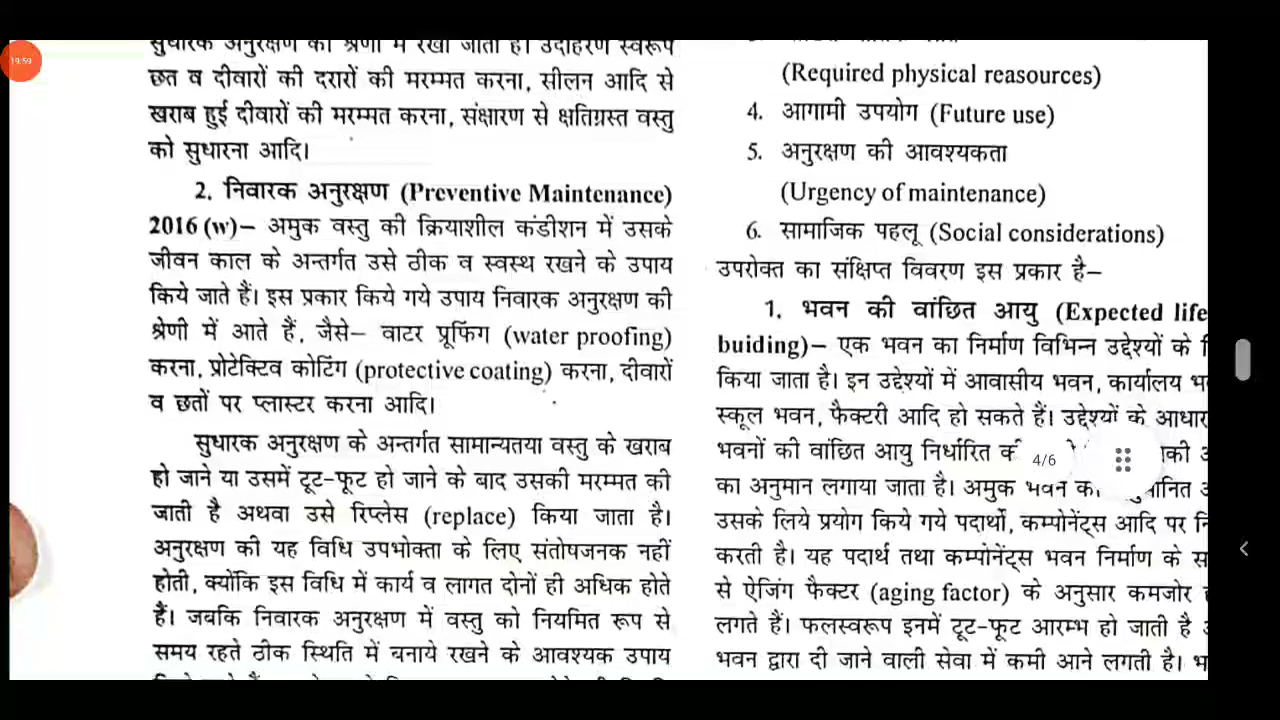 19:59
सुधारक अनुरक्षण की श्रेणी में रखा जाता है। उदाहरण स्वरूप
छत व दीवारों की दरारों की मरम्मत करना, सीलन आदि से
खराब हुई दीवारों की मरम्मत करना, संक्षारण से क्षतिग्रस्त वस्तु
को सुधारना आदि।
2. निवारक अनुरक्षण (Preventive Maintenance)
2016 (w)– अमुक वस्तु की क्रियाशील कंडीशन में उसके
जीवन काल के अन्तर्गत उसे ठीक व स्वस्थ रखने के उपाय
किये जाते हैं। इस प्रकार किये गये उपाय निवारक अनुरक्षण की
श्रेणी में आते हैं, जैसे– वाटर प्रूफिंग (water proofing)
करना, प्रोटेक्टिव कोटिंग (protective coating) करना, दीवारों
व छतों पर प्लास्टर करना आदि।
सुधारक अनुरक्षण के अन्तर्गत सामान्यतया वस्तु के खराब
हो जाने या उसमें टूट-फूट हो जाने के बाद उसकी मरम्मत की
जाती है अथवा उसे रिप्लेस (replace) किया जाता है।
अनुरक्षण की यह विधि उपभोक्ता के लिए संतोषजनक नहीं
होती, क्योंकि इस विधि में कार्य व लागत दोनों ही अधिक होते
हैं। जबकि निवारक अनुरक्षण में वस्तु को नियमित रूप से
समय रहते ठीक स्थिति में बनाये रखने के आवश्यक उपाय
(Required physical reasources)
4. आगामी उपयोग (Future use)
5. अनुरक्षण की आवश्यकता
(Urgency of maintenance)
6. सामाजिक पहलू (Social considerations)
उपरोक्त का संक्षिप्त विवरण इस प्रकार है–
1. भवन की वांछित आयु (Expected life
buiding)– एक भवन का निर्माण विभिन्न उद्देश्यों के
किया जाता है। इन उद्देश्यों में आवासीय भवन, कार्यालय
स्कूल भवन, फैक्टरी आदि हो सकते हैं। उद्देश्यों के आधार
भवनों की वांछित आयु निर्धारित
का अनुमान लगाया जाता है। अमुक भवन
उसके लिये प्रयोग किये गये पदार्थो, कम्पोनेंट्स आदि पर
करती है। यह पदार्थ तथा कम्पोनेंट्स भवन निर्माण के
से ऐजिंग फैक्टर (aging factor) के अनुसार कमजोर
लगते हैं। फलस्वरूप इनमें टूट-फूट आरम्भ हो जाती है
भवन द्वारा दी जाने वाली सेवा में कमी आने लगती है।
4/6